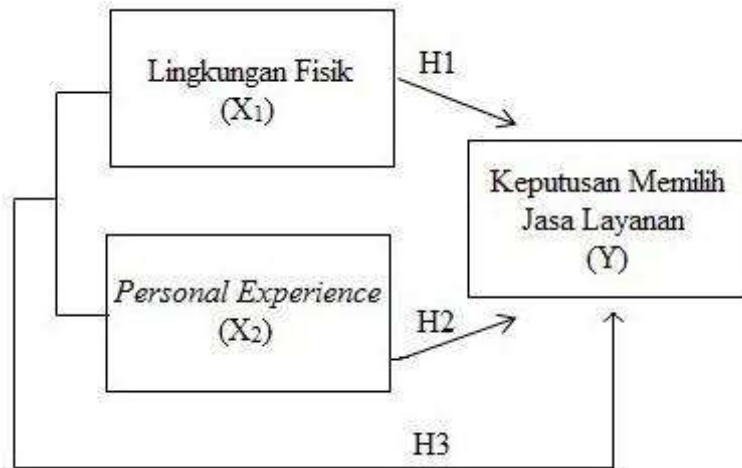 Lingkungan Fisik
(X₁)
H1
Keputusan Memilih
Jasa Layanan
(Y)
Personal Experience
(X₂)
H2
H3